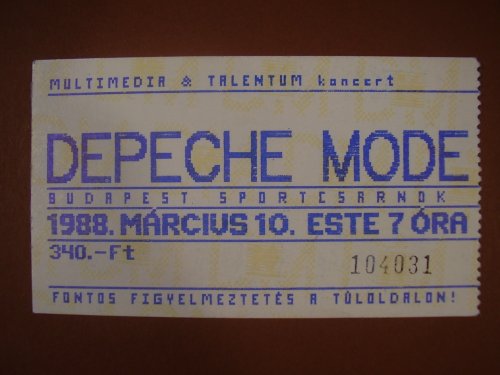 MULTIMEDIA & TALENTUM koncert
DEPECHE MODE
BUDAPEST SPORTCSARNOK
1988. MÁRCIUS 10. ESTE 7 ÓRA
340.-Ft
104031
FONTOS FIGYELMEZTETÉS A TÚLOLDALON!